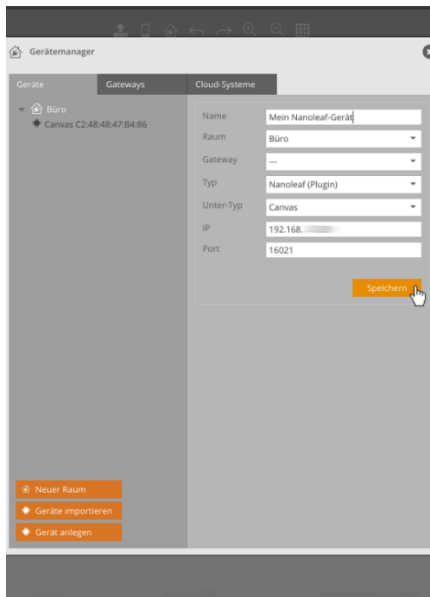 Gerätemanager
Geräte Gateways Cloud-Systeme
Büro
Canvas C2:48:48:47:B4:86
Name Mein Nanoleaf-Gerät
Raum Büro
Gateway ---
Typ Nanoleaf (Plugin)
Unter-Typ Canvas
IP 192.168.
Port 16021
Speichern
Neuer Raum
Geräte importieren
Gerät anlegen